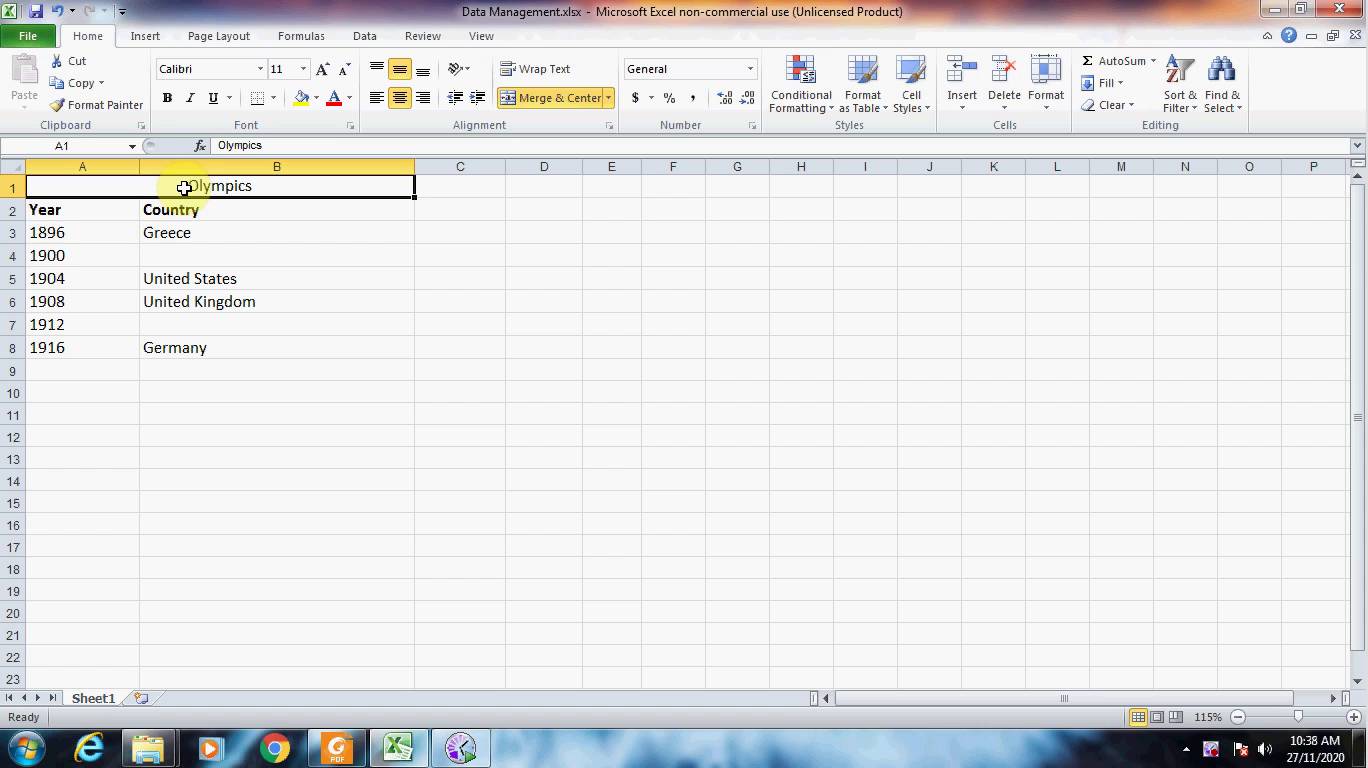 Data Management.xlsx - Microsoft Excel non-commercial use (Unlicensed Product)
File Home Insert Page Layout Formulas Data Review View
Paste
Cut
Copy
Format Painter
Clipboard
Calibri 11 A A
B I U A
Font
Wrap Text
Merge & Center
Alignment
General
$ % ,
Number
Conditional Formatting
Format as Table
Cell Styles
Styles
Insert Delete Format
Cells
Σ AutoSum
Fill
Clear
Sort & Filter
Find & Select
Editing
A1 fx Olympics
A B C D E F G H I J K L M N O P
1 Olympics
2 Year Country
3 1896 Greece
4 1900
5 1904 United States
6 1908 United Kingdom
7 1912
8 1916 Germany
9
10
11
12
13
14
15
16
17
18
19
20
21
22
23
Sheet1
Ready 115%
PDF
10:38 AM
27/11/2020